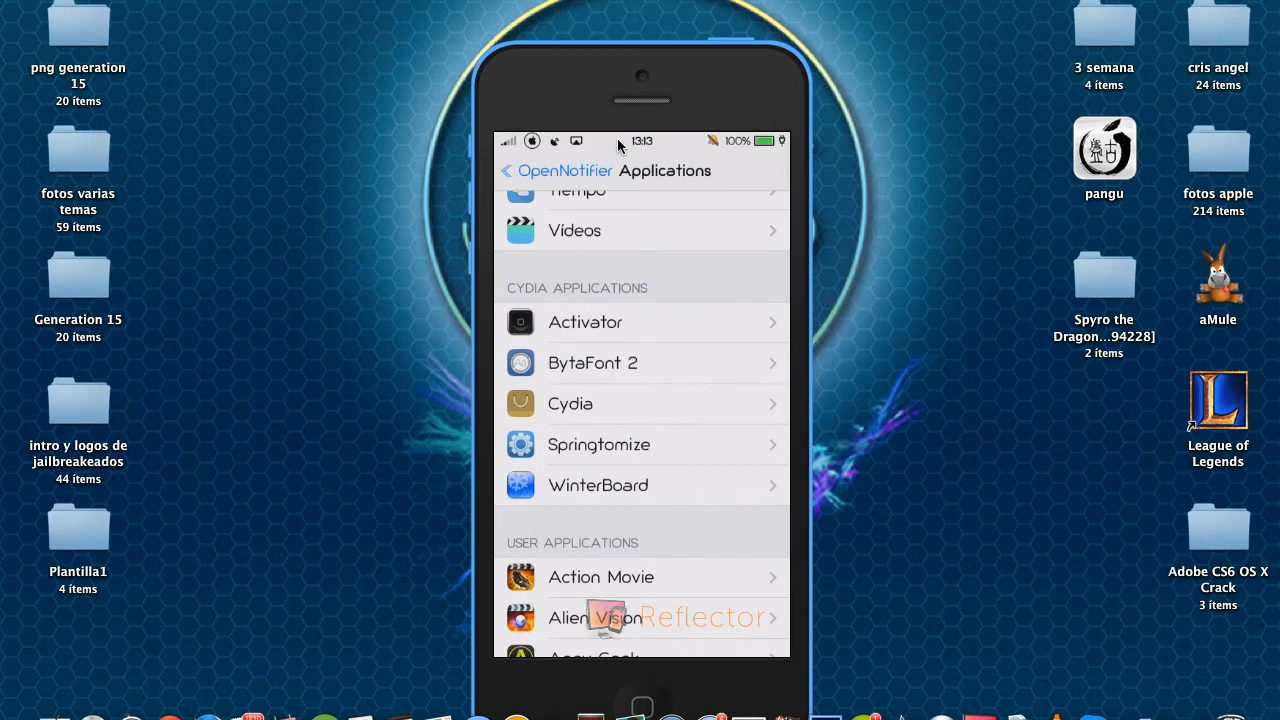 png generation
15
20 items
fotos varias
temas
59 items
Generation 15
20 items
intro y logos de
jailbreakeados
44 items
Plantilla1
4 items
13:13
100%
OpenNotifier
Applications
Tiempo
Vídeos
CYDIA APPLICATIONS
Activator
BytaFont 2
Cydia
Springtomize
WinterBoard
USER APPLICATIONS
Action Movie
Alien Vision
Reflector
3 semana
4 items
pangu
Spyro the
Dragon...94228]
2 items
cris angel
24 items
fotos apple
214 items
aMule
League of
Legends
Adobe CS6 OS X
Crack
3 items
1210